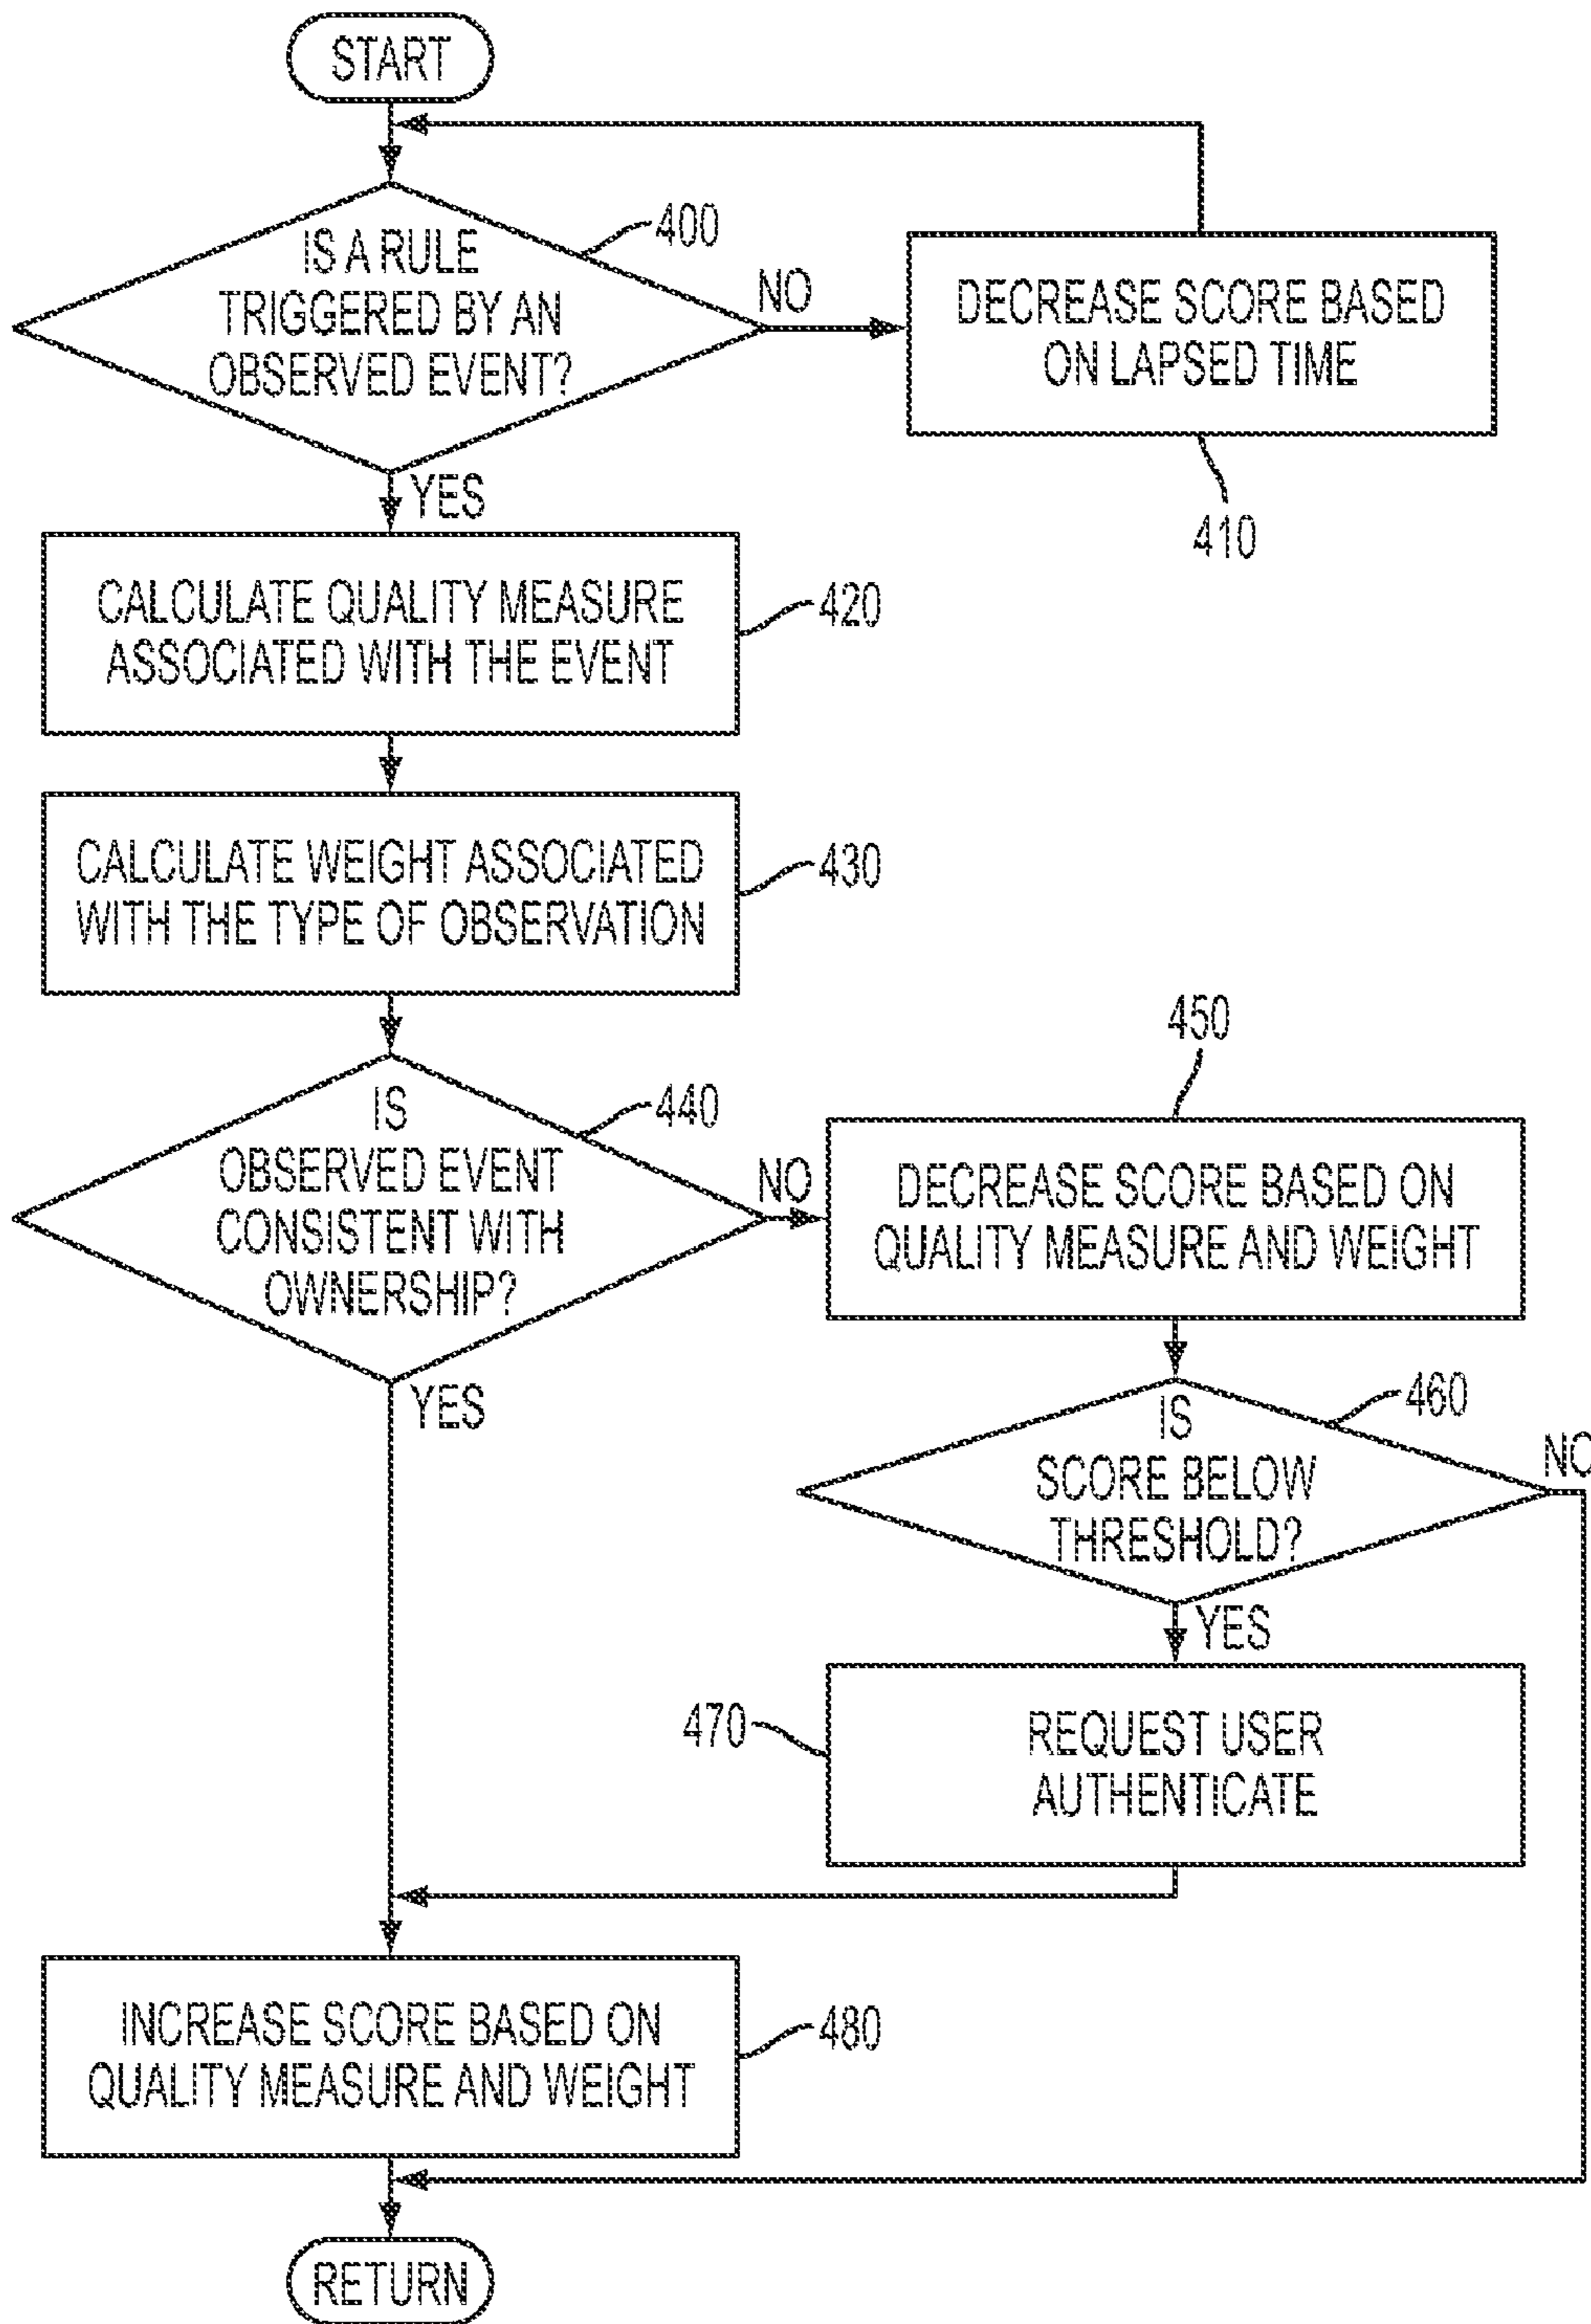 START
IS A RULE
TRIGGERED BY AN
OBSERVED EVENT?
400
NO
DECREASE SCORE BASED
ON LAPSED TIME
410
YES
CALCULATE QUALITY MEASURE
ASSOCIATED WITH THE EVENT
420
CALCULATE WEIGHT ASSOCIATED
WITH THE TYPE OF OBSERVATION
430
IS
OBSERVED EVENT
CONSISTENT WITH
OWNERSHIP?
440
NO
450
DECREASE SCORE BASED ON
QUALITY MEASURE AND WEIGHT
YES
IS
SCORE BELOW
THRESHOLD?
460
NO
YES
470
REQUEST USER
AUTHENTICATE
INCREASE SCORE BASED ON
QUALITY MEASURE AND WEIGHT
480
RETURN